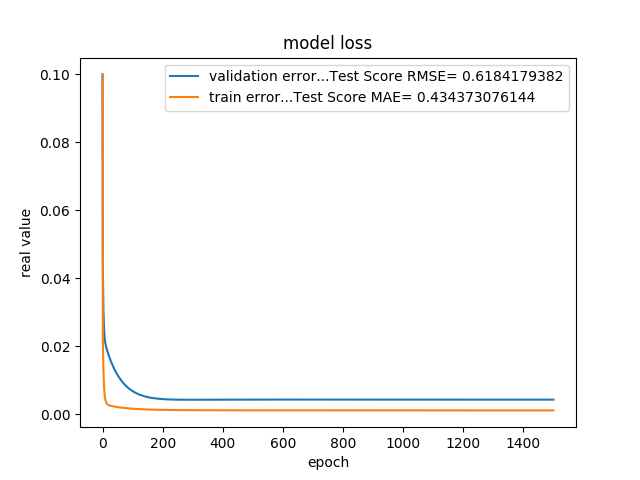 model loss
validation error...Test Score RMSE= 0.6184179382
train error...Test Score MAE= 0.434373076144
real value
0.10
0.08
0.06
0.04
0.02
0.00
0 200 400 600 800 1000 1200 1400
epoch